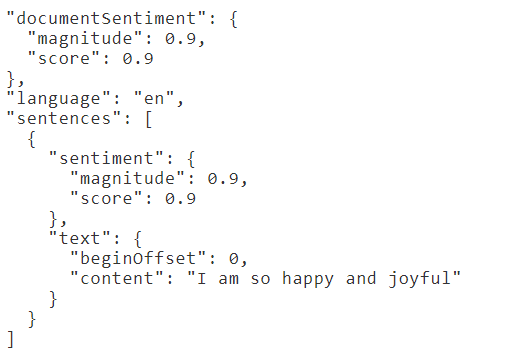 "documentSentiment": {
  "magnitude": 0.9,
  "score": 0.9
},
"language": "en",
"sentences": [
  {
    "sentiment": {
      "magnitude": 0.9,
      "score": 0.9
    },
    "text": {
      "beginOffset": 0,
      "content": "I am so happy and joyful"
    }
  }
]